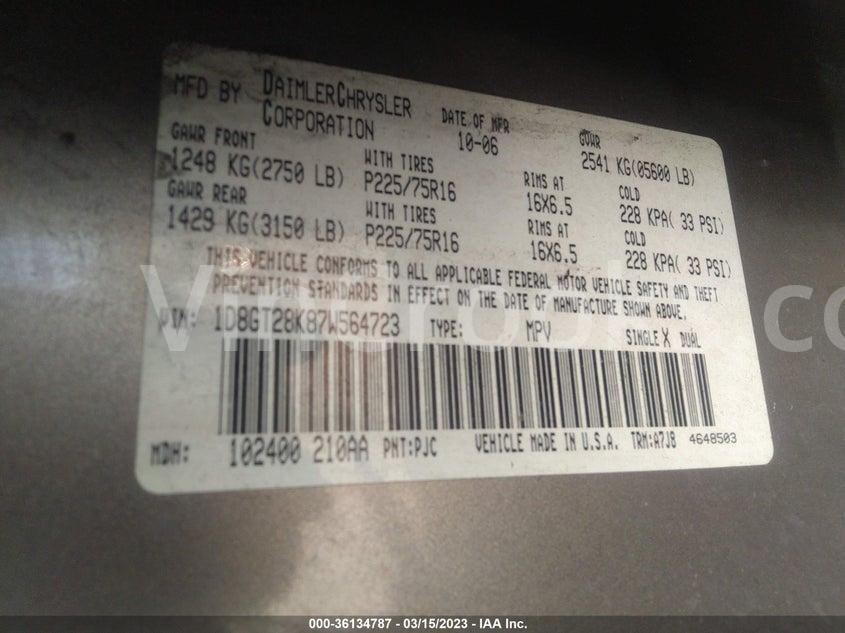 MFD BY DAIMLERCHRYSLER CORPORATION DATE OF MFR 10-06 GVWR 2541 KG(05600 LB)
GAWR FRONT WITH TIRES RIMS AT COLD
1248 KG(2750 LB) P225/75R16 16X6.5 228 KPA( 33 PSI)
GAWR REAR WITH TIRES RIMS AT COLD
1429 KG(3150 LB) P225/75R16 16X6.5 228 KPA( 33 PSI)
THIS VEHICLE CONFORMS TO ALL APPLICABLE FEDERAL MOTOR VEHICLE SAFETY AND THEFT
PREVENTION STANDARDS IN EFFECT ON THE DATE OF MANUFACTURE SHOWN ABOVE.
VIN: 1D8GT28K87W564723 TYPE: MPV SINGLE X DUAL
MDH: 102400 210AA PNT:PJC VEHICLE MADE IN U.S.A. TRM:A7J8 4648503
000-36134787 - 03/15/2023 - IAA Inc.